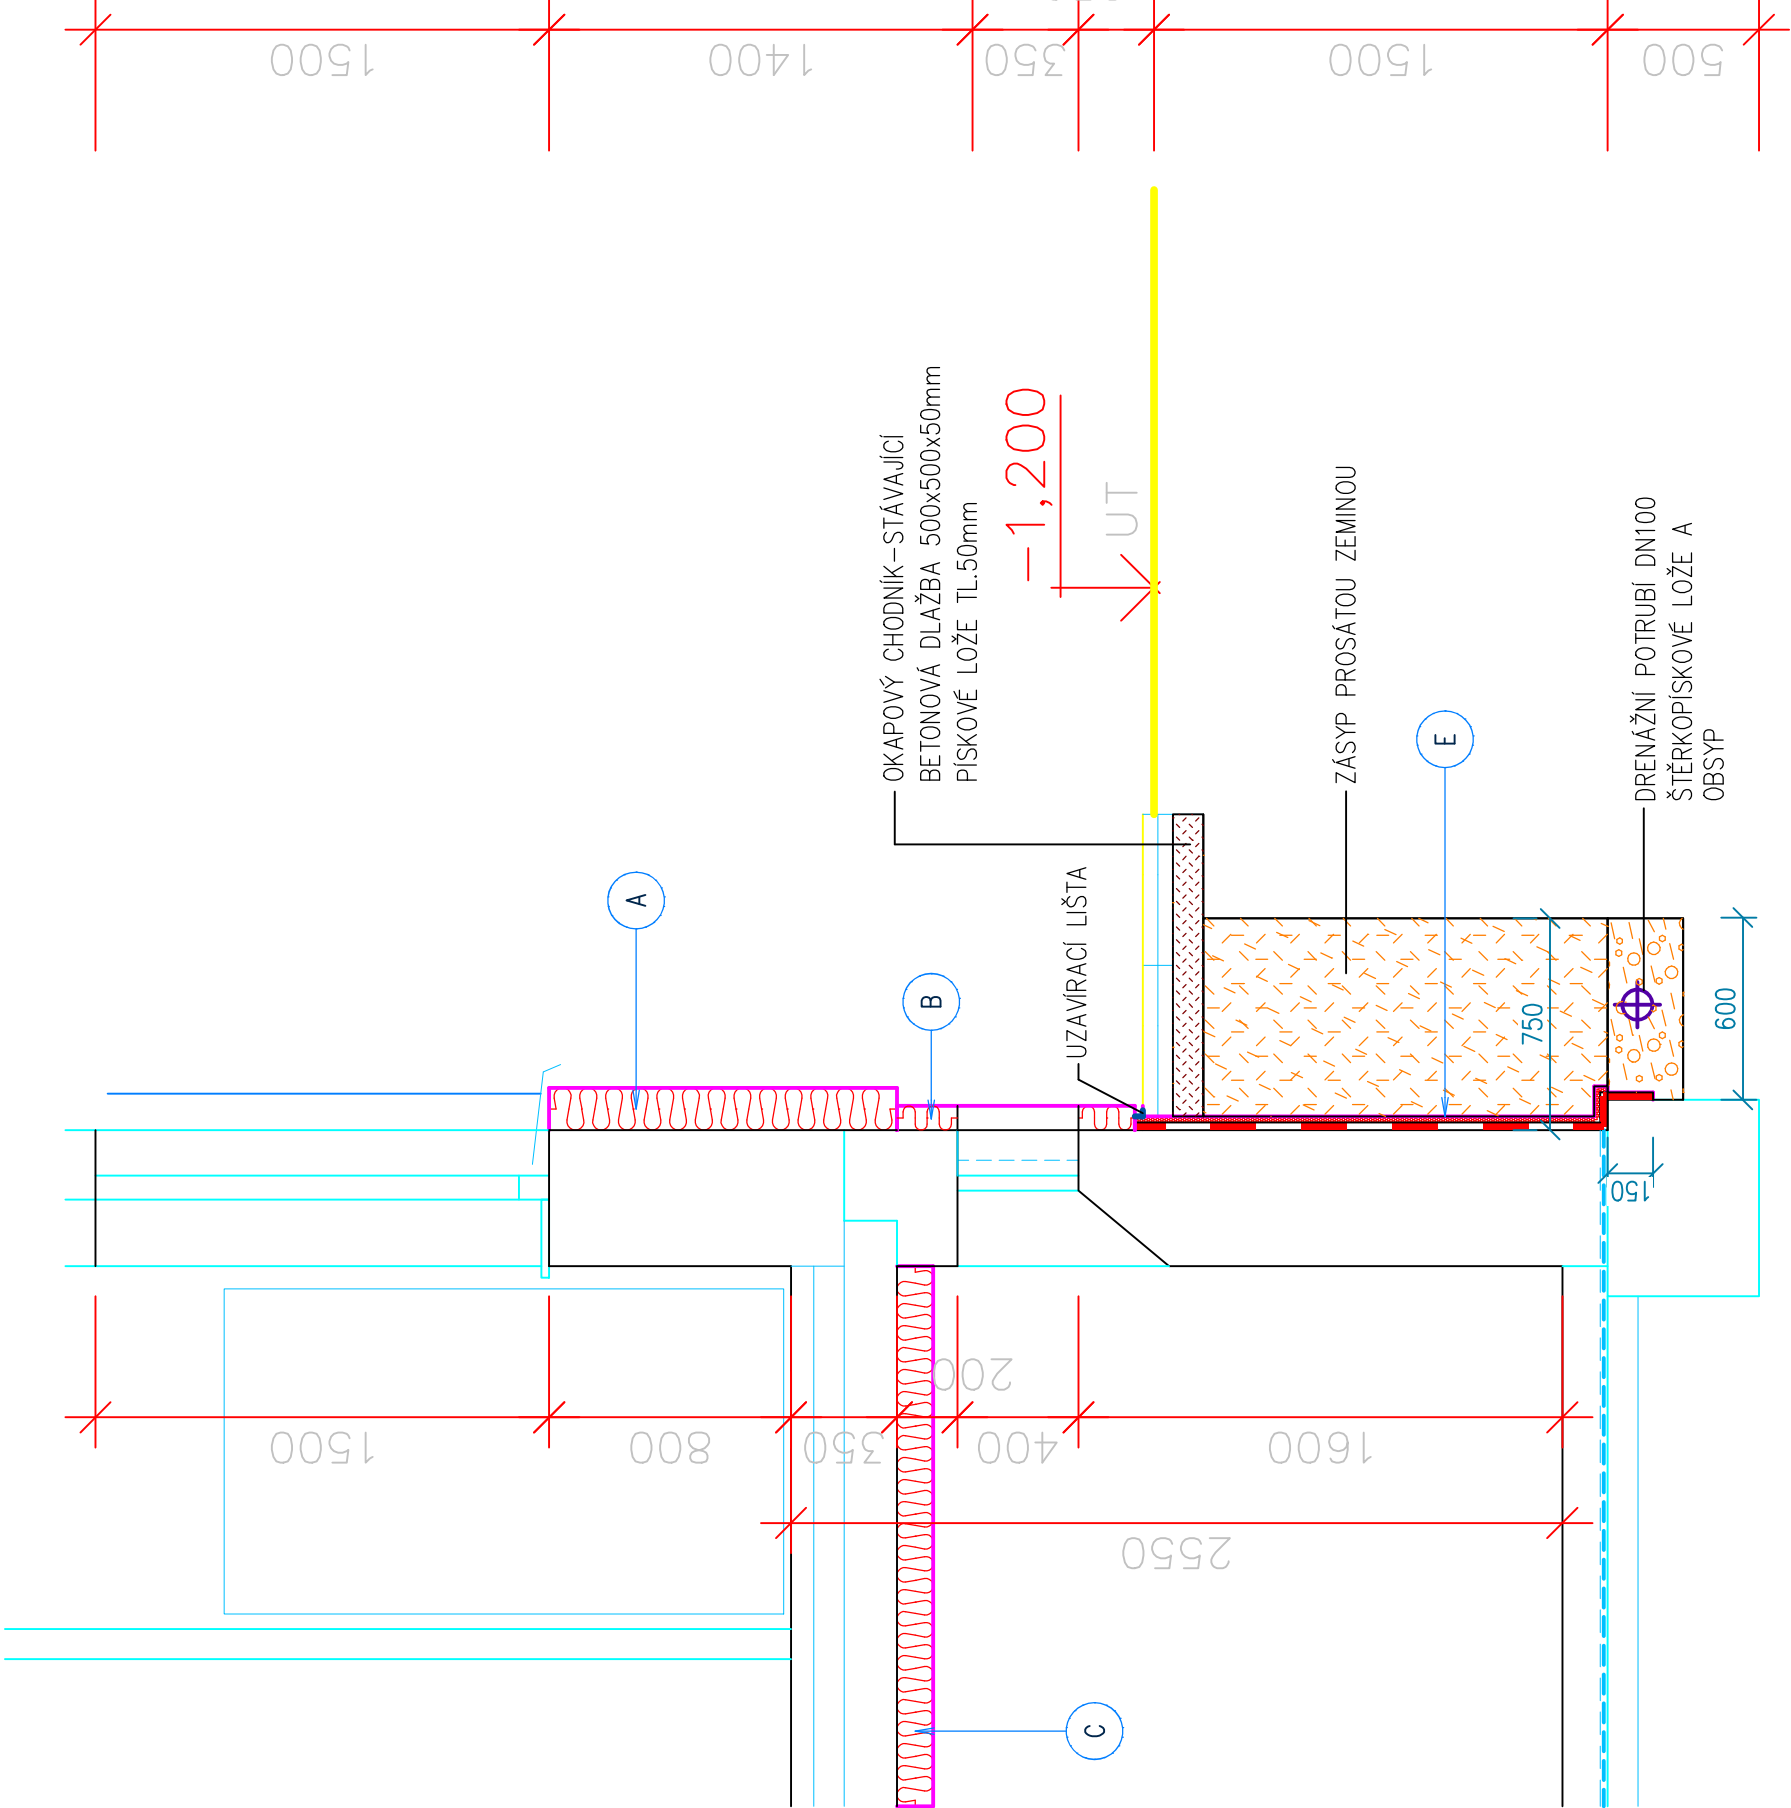 1500
1400
350
1500
500
OKAPOVÝ CHODNÍK-STÁVAJÍCÍ
BETONOVÁ DLAŽBA 500x500x50mm
PÍSKOVÉ LOŽE TL.50mm
-1,200
UT
ZÁSYP PROSÁTOU ZEMINOU
DRENÁŽNÍ POTRUBÍ DN100
ŠTĚRKOPÍSKOVÉ LOŽE A
OBSYP
E
A
B
UZAVÍRACÍ LIŠTA
750
600
150
200
1500
800
350
400
1600
2550
C